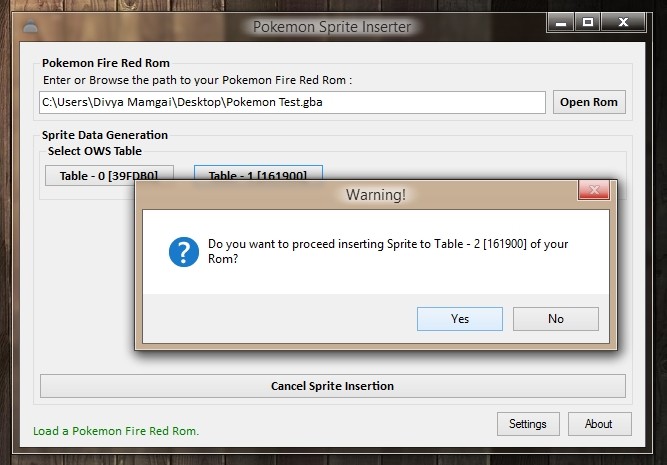 Pokemon Sprite Inserter
Pokemon Fire Red Rom
Enter or Browse the path to your Pokemon Fire Red Rom :
C:\Users\Divya Mamgai\Desktop\Pokemon Test.gba
Open Rom
Sprite Data Generation
Select OWS Table
Table - 0 [39FDB0]
Table - 1 [161900]
Warning!
Do you want to proceed inserting Sprite to Table - 2 [161900] of your
Rom?
Yes
No
Cancel Sprite Insertion
Load a Pokemon Fire Red Rom.
Settings
About